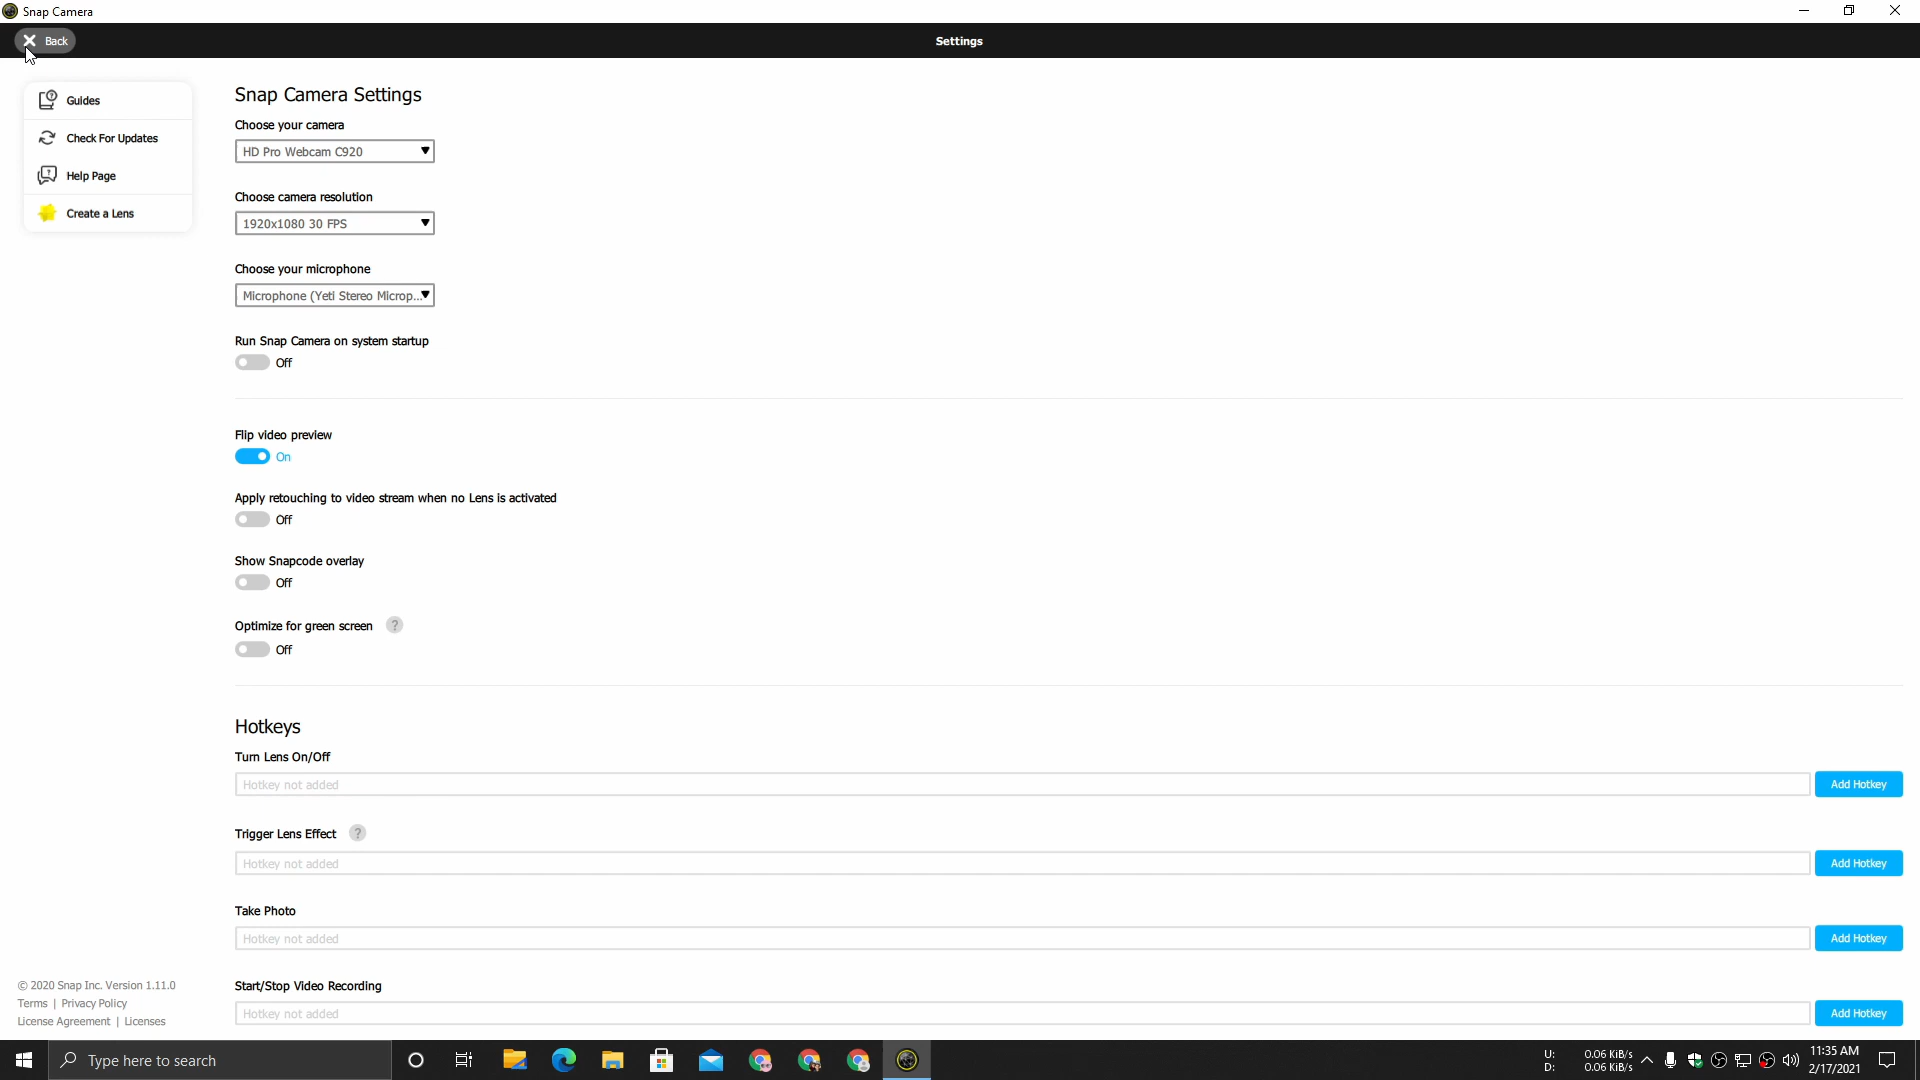 Snap Camera
Back
Settings
Guides
Check For Updates
Help Page
Create a Lens
Snap Camera Settings
Choose your camera
HD Pro Webcam C920
Choose camera resolution
1920x1080 30 FPS
Choose your microphone
Microphone (Yeti Stereo Microp...
Run Snap Camera on system startup
Off
Flip video preview
On
Apply retouching to video stream when no Lens is activated
Off
Show Snapcode overlay
Off
Optimize for green screen ?
Off
Hotkeys
Turn Lens On/Off
Hotkey not added Add Hotkey
Trigger Lens Effect ?
Hotkey not added Add Hotkey
Take Photo
Hotkey not added Add Hotkey
Start/Stop Video Recording
Hotkey not added Add Hotkey
© 2020 Snap Inc. Version 1.11.0
Terms | Privacy Policy
License Agreement | Licenses
Type here to search
U: 0.06 KiB/s
D: 0.06 KiB/s
11:35 AM
2/17/2021